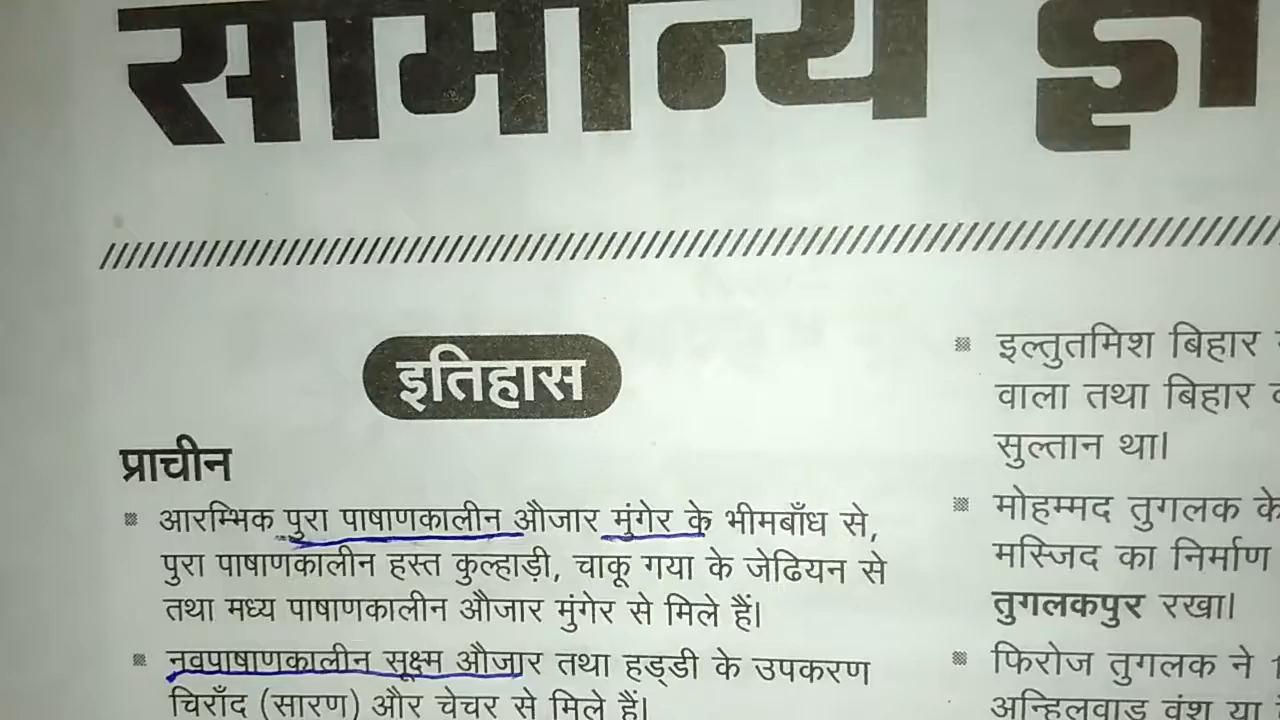 सामान्य ज्ञा
इतिहास
प्राचीन
आरम्भिक पुरा पाषाणकालीन औजार मुंगेर के भीमबाँध से,
पुरा पाषाणकालीन हस्त कुल्हाड़ी, चाकू गया के जेढियन से
तथा मध्य पाषाणकालीन औजार मुंगेर से मिले हैं।
नवपाषाणकालीन सूक्ष्म औजार तथा हड्डी के उपकरण
चिराँद (सारण) और चेचर से मिले हैं।
इल्तुतमिश बिहार
वाला तथा बिहार
सुल्तान था।
मोहम्मद तुगलक के
मस्जिद का निर्माण
तुगलकपुर रखा।
फिरोज तुगलक ने
अन्हिलवाड वंश या